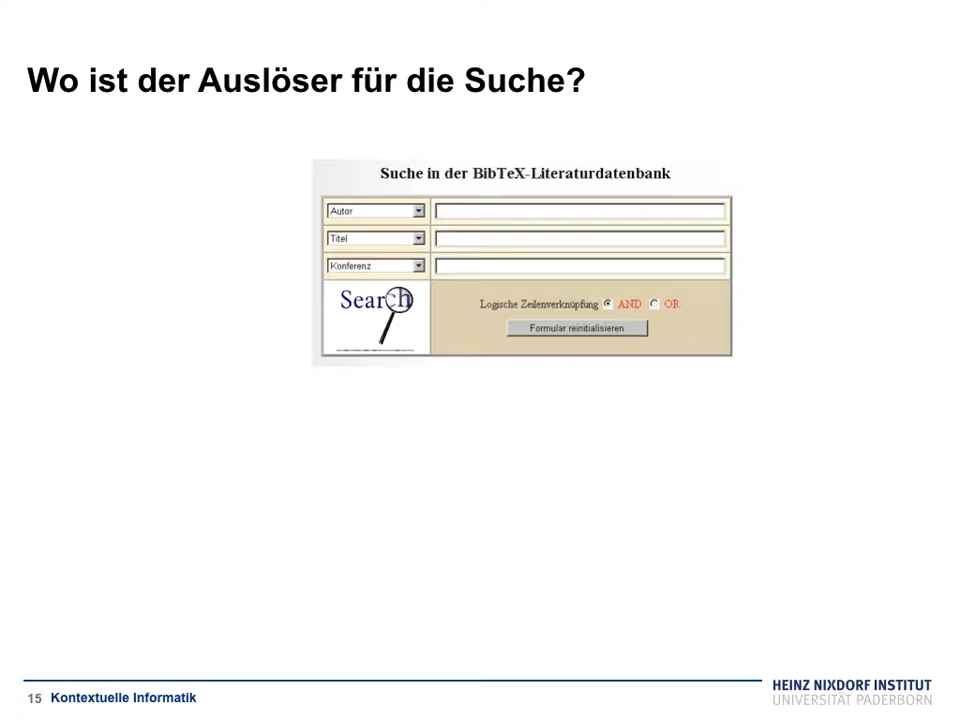 Wo ist der Auslöser für die Suche?
Suche in der BibTeX-Literaturdatenbank
Autor
Titel
Konferenz
Search
Logische Zeilenverknüpfung AND OR
Formular reinitialisieren
15 Kontextuelle Informatik
HEINZ NIXDORF INSTITUT
UNIVERSITÄT PADERBORN